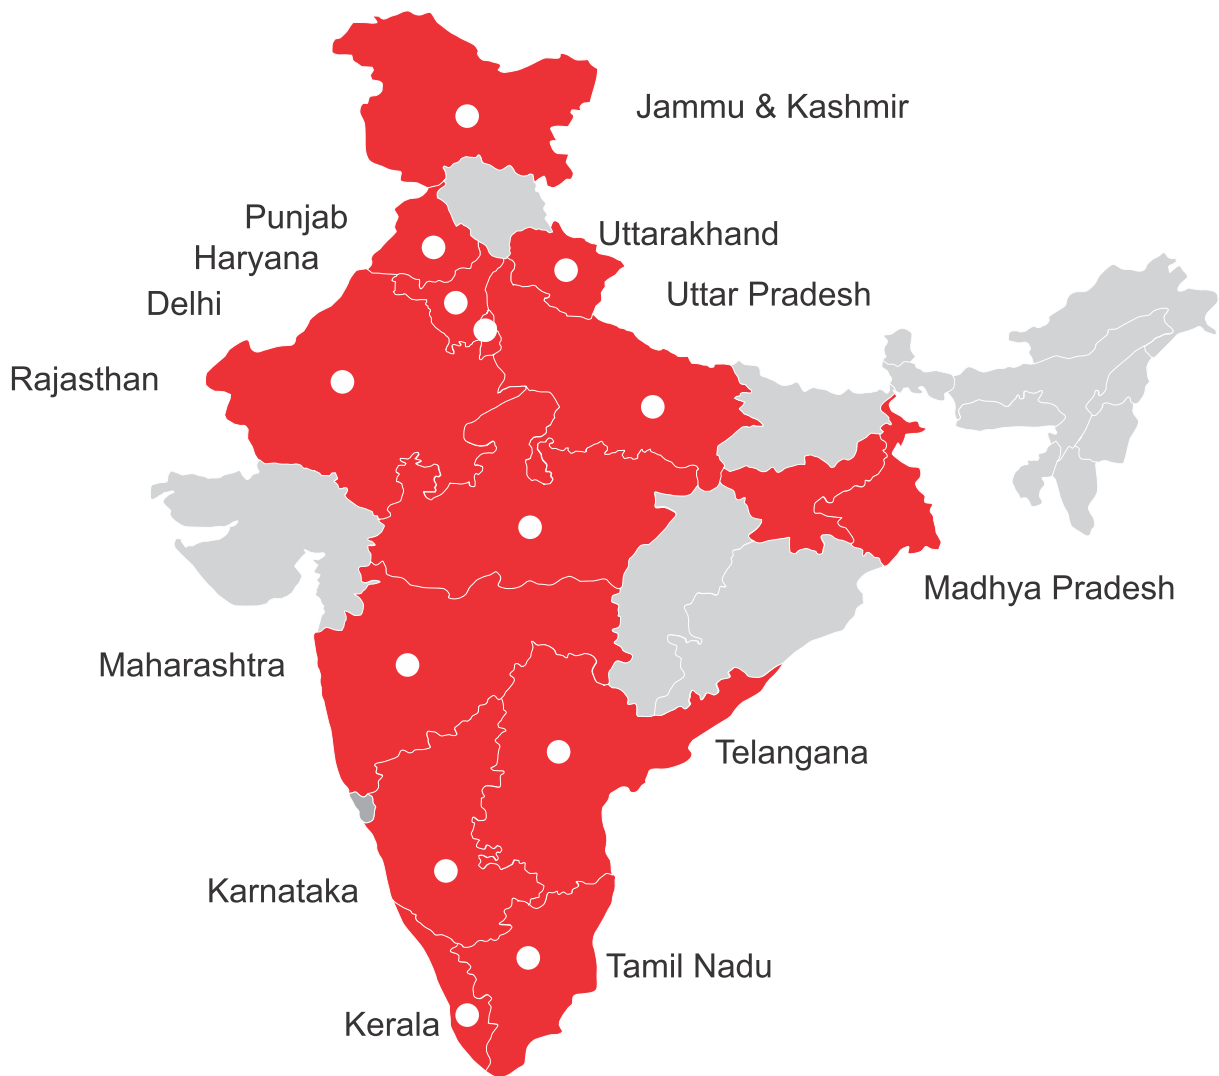 Jammu & Kashmir
Punjab
Uttarakhand
Haryana
Uttar Pradesh
Delhi
Rajasthan
Madhya Pradesh
Maharashtra
Telangana
Karnataka
Tamil Nadu
Kerala